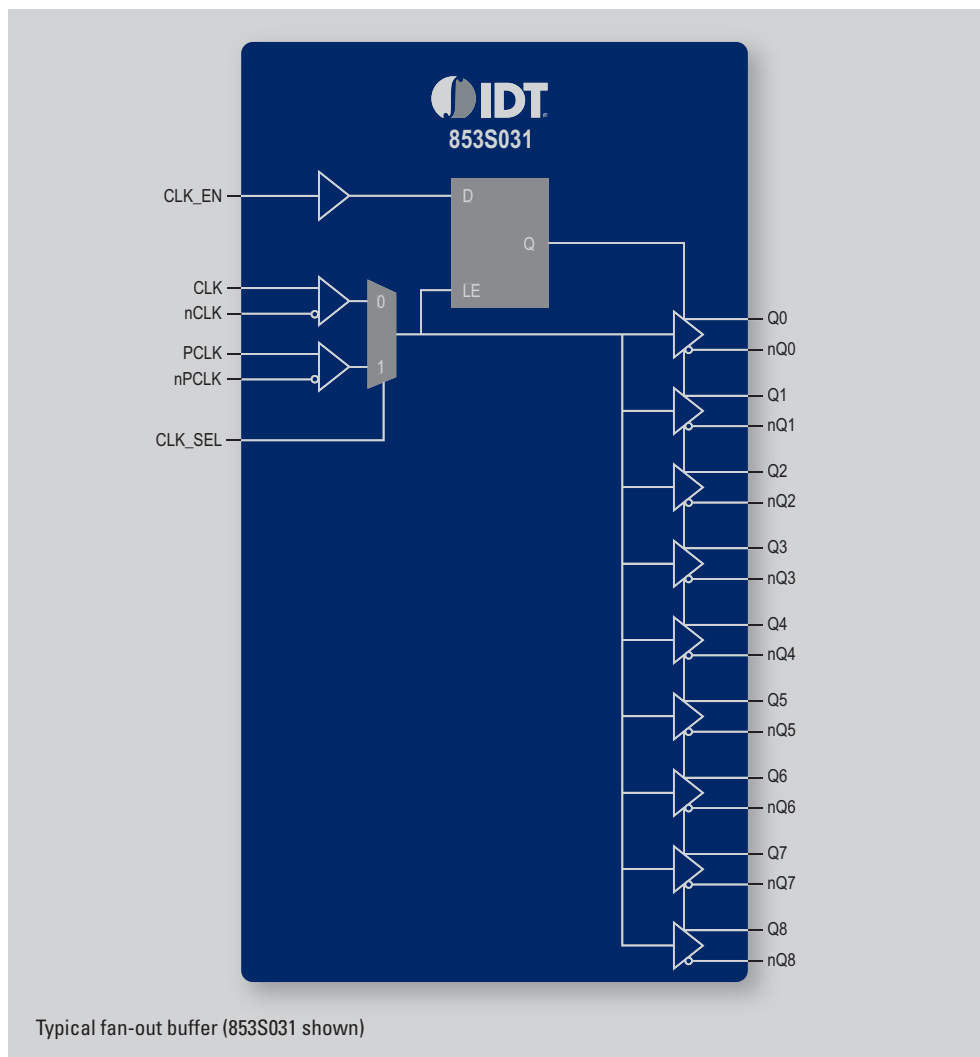 IDT
853S031
CLK_EN
D
Q
CLK
0
LE
nCLK
PCLK
1
nPCLK
CLK_SEL
Q0
nQ0
Q1
nQ1
Q2
nQ2
Q3
nQ3
Q4
nQ4
Q5
nQ5
Q6
nQ6
Q7
nQ7
Q8
nQ8
Typical fan-out buffer (853S031 shown)